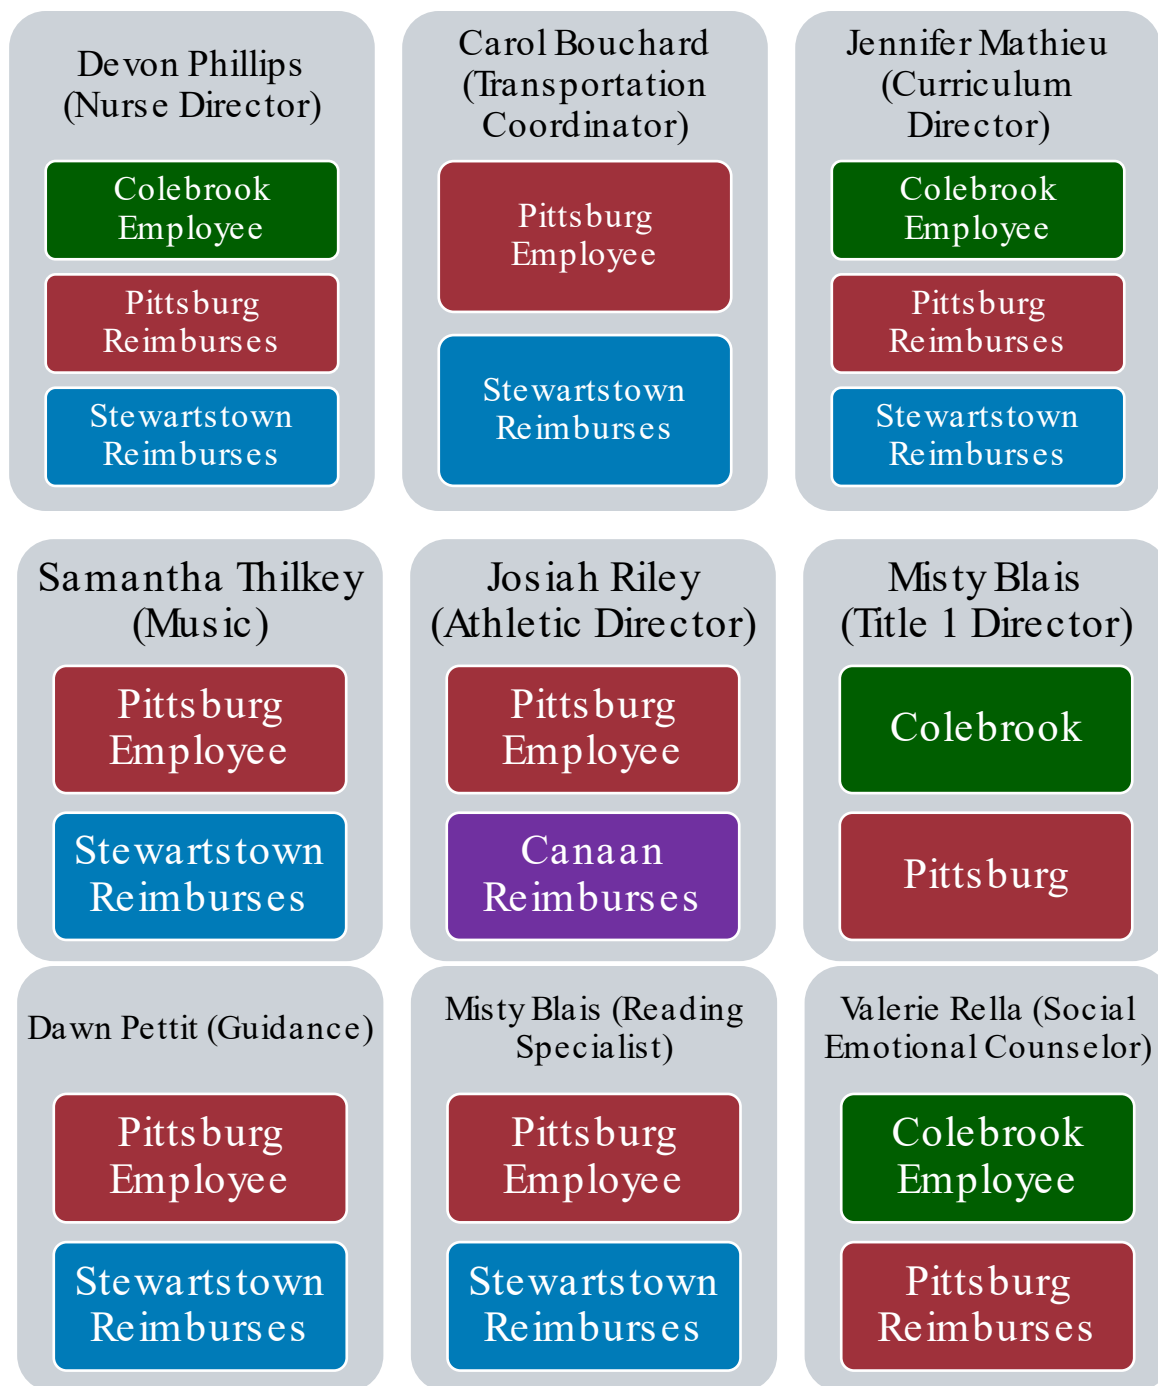 Devon Phillips
(Nurse Director)
Colebrook
Employee
Pittsburg
Reimburses
Stewartstown
Reimburses
Carol Bouchard
(Transportation
Coordinator)
Pittsburg
Employee
Stewartstown
Reimburses
Jennifer Mathieu
(Curriculum
Director)
Colebrook
Employee
Pittsburg
Reimburses
Stewartstown
Reimburses
Samantha Thilkey
(Music)
Pittsburg
Employee
Stewartstown
Reimburses
Josiah Riley
(Athletic Director)
Pittsburg
Employee
Canaan
Reimburses
Misty Blais
(Title 1 Director)
Colebrook
Pittsburg
Dawn Pettit (Guidance)
Pittsburg
Employee
Stewartstown
Reimburses
Misty Blais (Reading
Specialist)
Pittsburg
Employee
Stewartstown
Reimburses
Valerie Rella (Social
Emotional Counselor)
Colebrook
Employee
Pittsburg
Reimburses